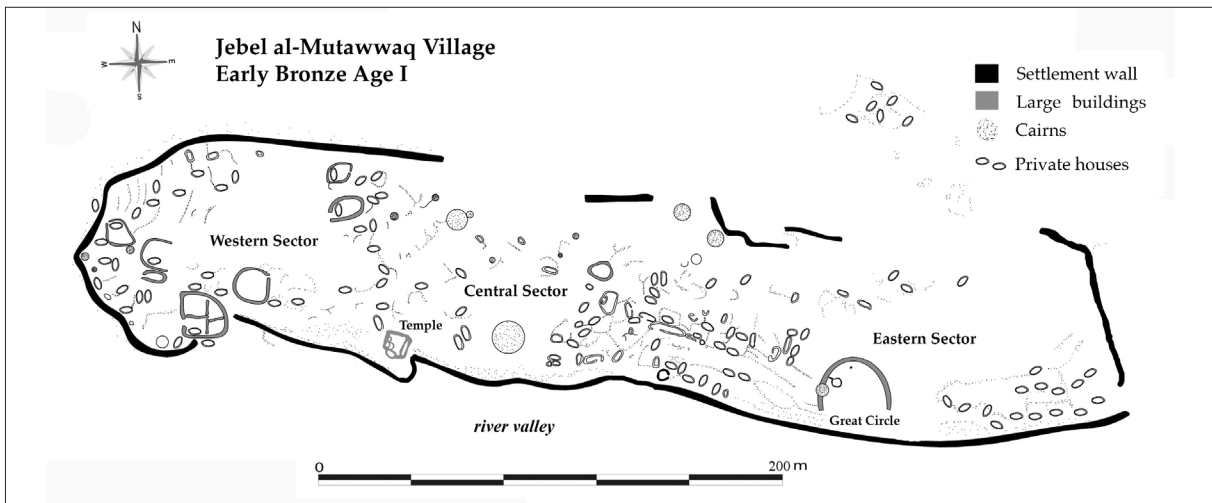 N
W
E
S
Jebel al-Mutawwaq Village
Early Bronze Age I
Settlement wall
Large buildings
Cairns
Private houses
Western Sector
Central Sector
Temple
Eastern Sector
Great Circle
river valley
0
200 m